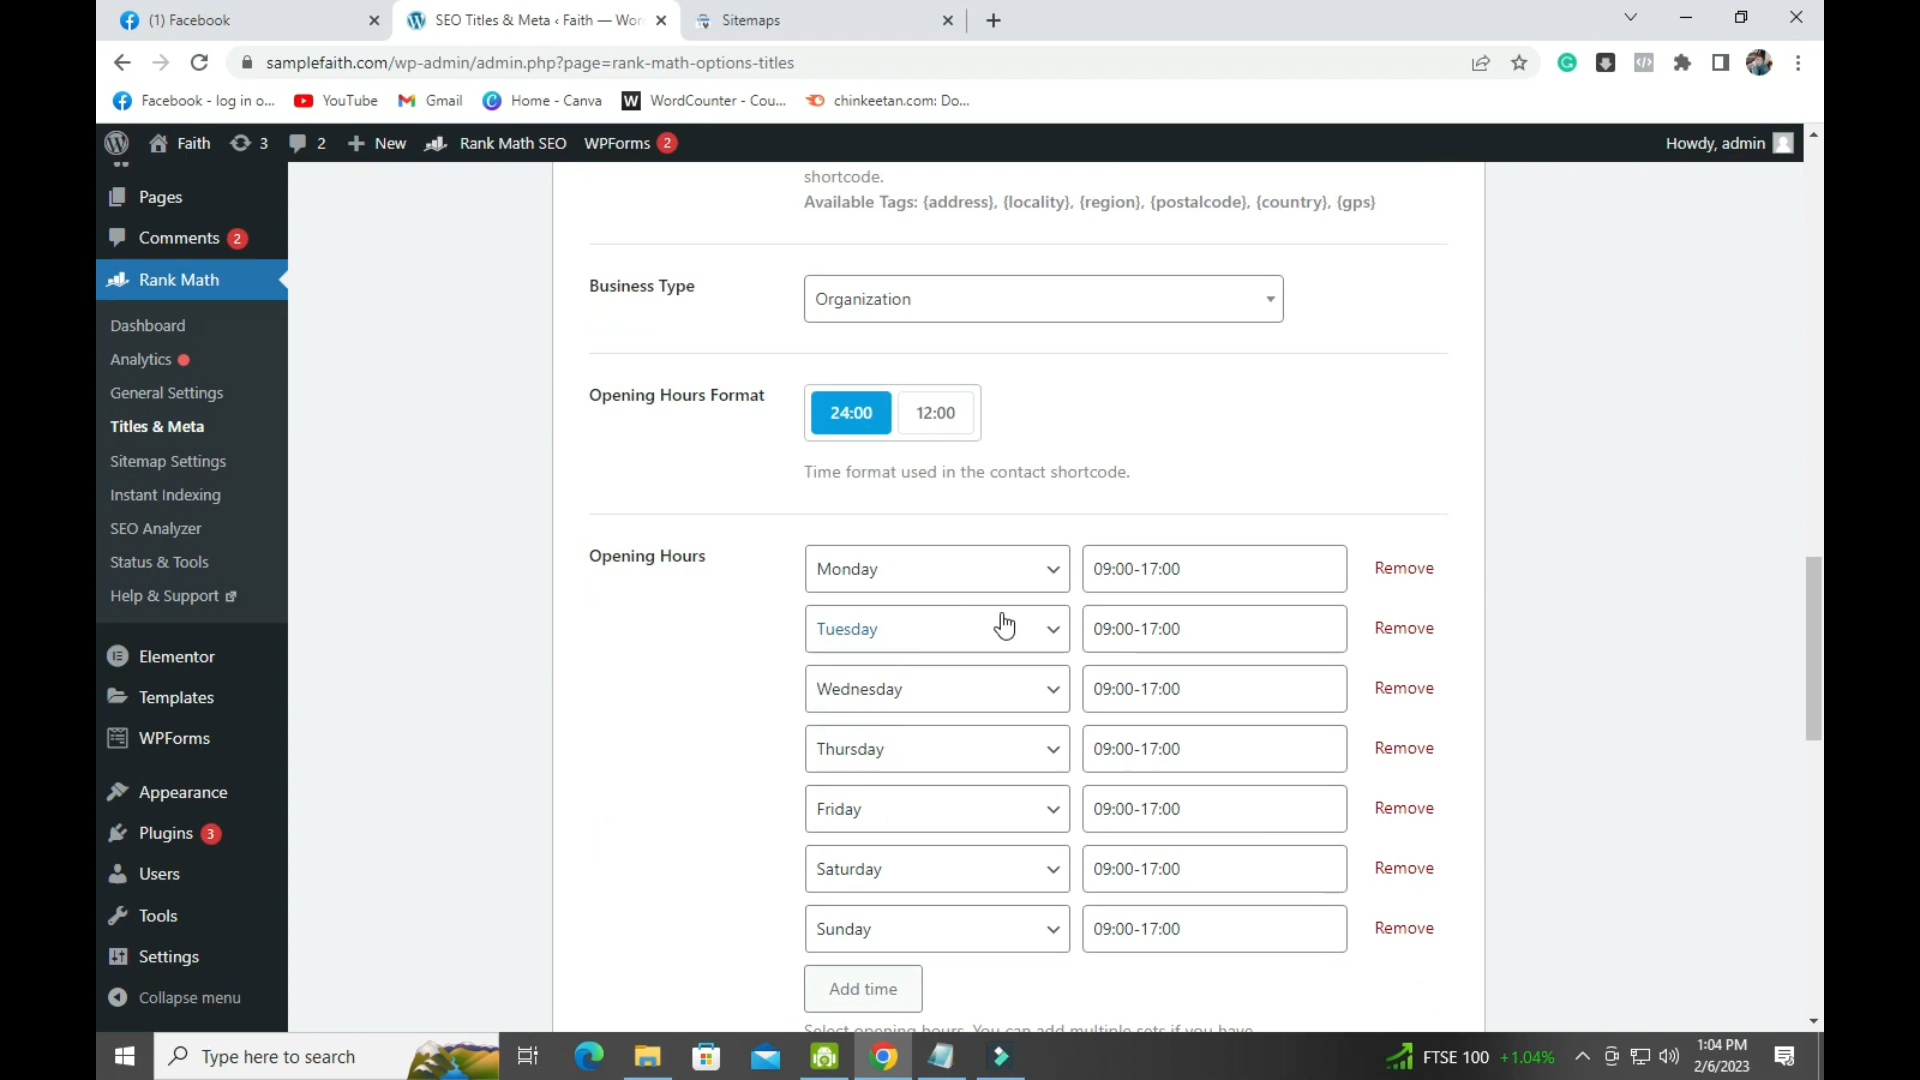 (1) Facebook
SEO Titles & Meta ‹ Faith — Wor
Sitemaps
samplefaith.com/wp-admin/admin.php?page=rank-math-options-titles
Facebook - log in o...
YouTube
Gmail
Home - Canva
WordCounter - Cou...
chinkeetan.com: Do...
Faith
3
2
New
Rank Math SEO
WPForms 2
Howdy, admin
Pages
Comments 2
Rank Math
Dashboard
Analytics
General Settings
Titles & Meta
Sitemap Settings
Instant Indexing
SEO Analyzer
Status & Tools
Help & Support
Elementor
Templates
WPForms
Appearance
Plugins 3
Users
Tools
Settings
Collapse menu
shortcode.
Available Tags: {address}, {locality}, {region}, {postalcode}, {country}, {gps}
Business Type
Organization
Opening Hours Format
24:00
12:00
Time format used in the contact shortcode.
Opening Hours
Monday 09:00-17:00 Remove
Tuesday 09:00-17:00 Remove
Wednesday 09:00-17:00 Remove
Thursday 09:00-17:00 Remove
Friday 09:00-17:00 Remove
Saturday 09:00-17:00 Remove
Sunday 09:00-17:00 Remove
Add time
Select opening hours. You can add multiple sets if you have
Type here to search
FTSE 100 +1.04%
1:04 PM
2/6/2023